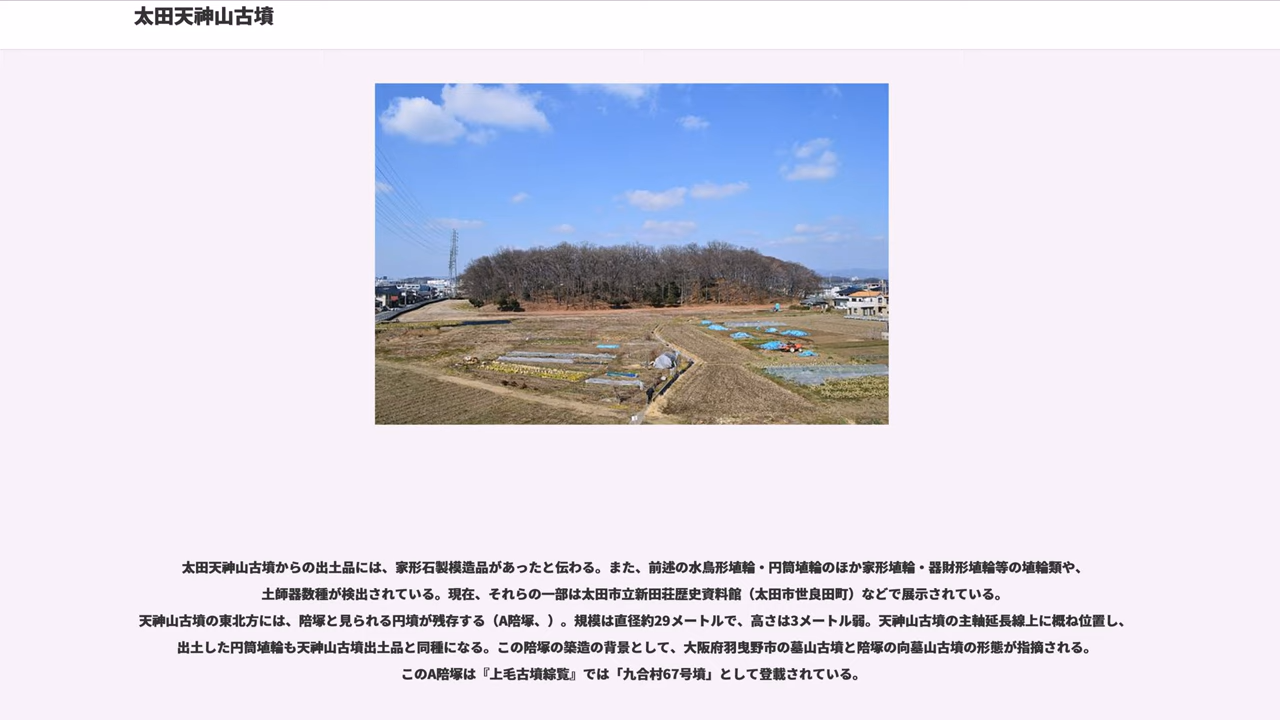 太田天神山古墳
太田天神山古墳からの出土品には、家形石製模造品があったと伝わる。また、前述の水鳥形埴輪・円筒埴輪のほか家形埴輪・器財形埴輪等の埴輪類や、
土師器数種が検出されている。現在、それらの一部は太田市立新田荘歴史資料館（太田市世良田町）などで展示されている。
天神山古墳の東北方には、陪塚と見られる円墳が残存する（A陪塚、）。規模は直径約29メートルで、高さは3メートル弱。天神山古墳の主軸延長線上に概ね位置し、
出土した円筒埴輪も天神山古墳出土品と同種になる。この陪塚の築造の背景として、大阪府羽曳野市の墓山古墳と陪塚の向墓山古墳の形態が指摘される。
このA陪塚は『上毛古墳綜覧』では「九合村67号墳」として登載されている。